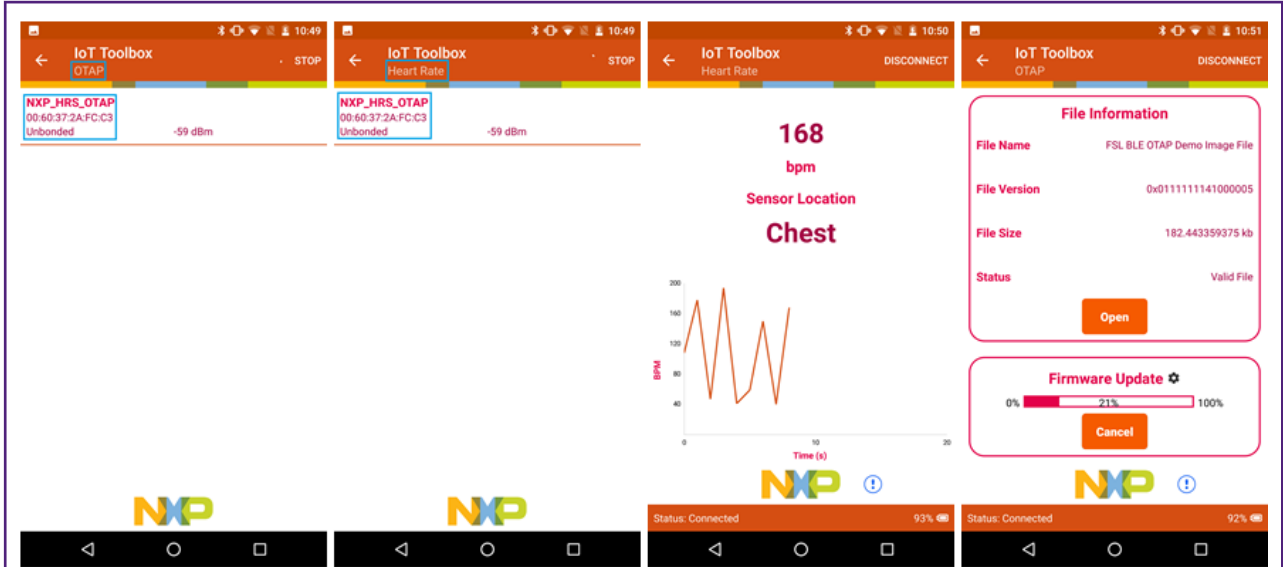 10:49
IoT Toolbox
OTAP
STOP
NXP_HRS_OTAP
00:60:37:2A:FC:C3
Unbonded -59 dBm
NXP
10:49
IoT Toolbox
Heart Rate
STOP
NXP_HRS_OTAP
00:60:37:2A:FC:C3
Unbonded -59 dBm
NXP
10:50
IoT Toolbox
Heart Rate
DISCONNECT
168
bpm
Sensor Location
Chest
200
160
120
80
40
BPM
0 10 20
Time (s)
NXP
Status: Connected 93%
10:51
IoT Toolbox
OTAP
DISCONNECT
File Information
File Name FSL BLE OTAP Demo Image File
File Version 0x0111111141000005
File Size 182.443359375 kb
Status Valid File
Open
Firmware Update
0% 21% 100%
Cancel
NXP
Status: Connected 92%